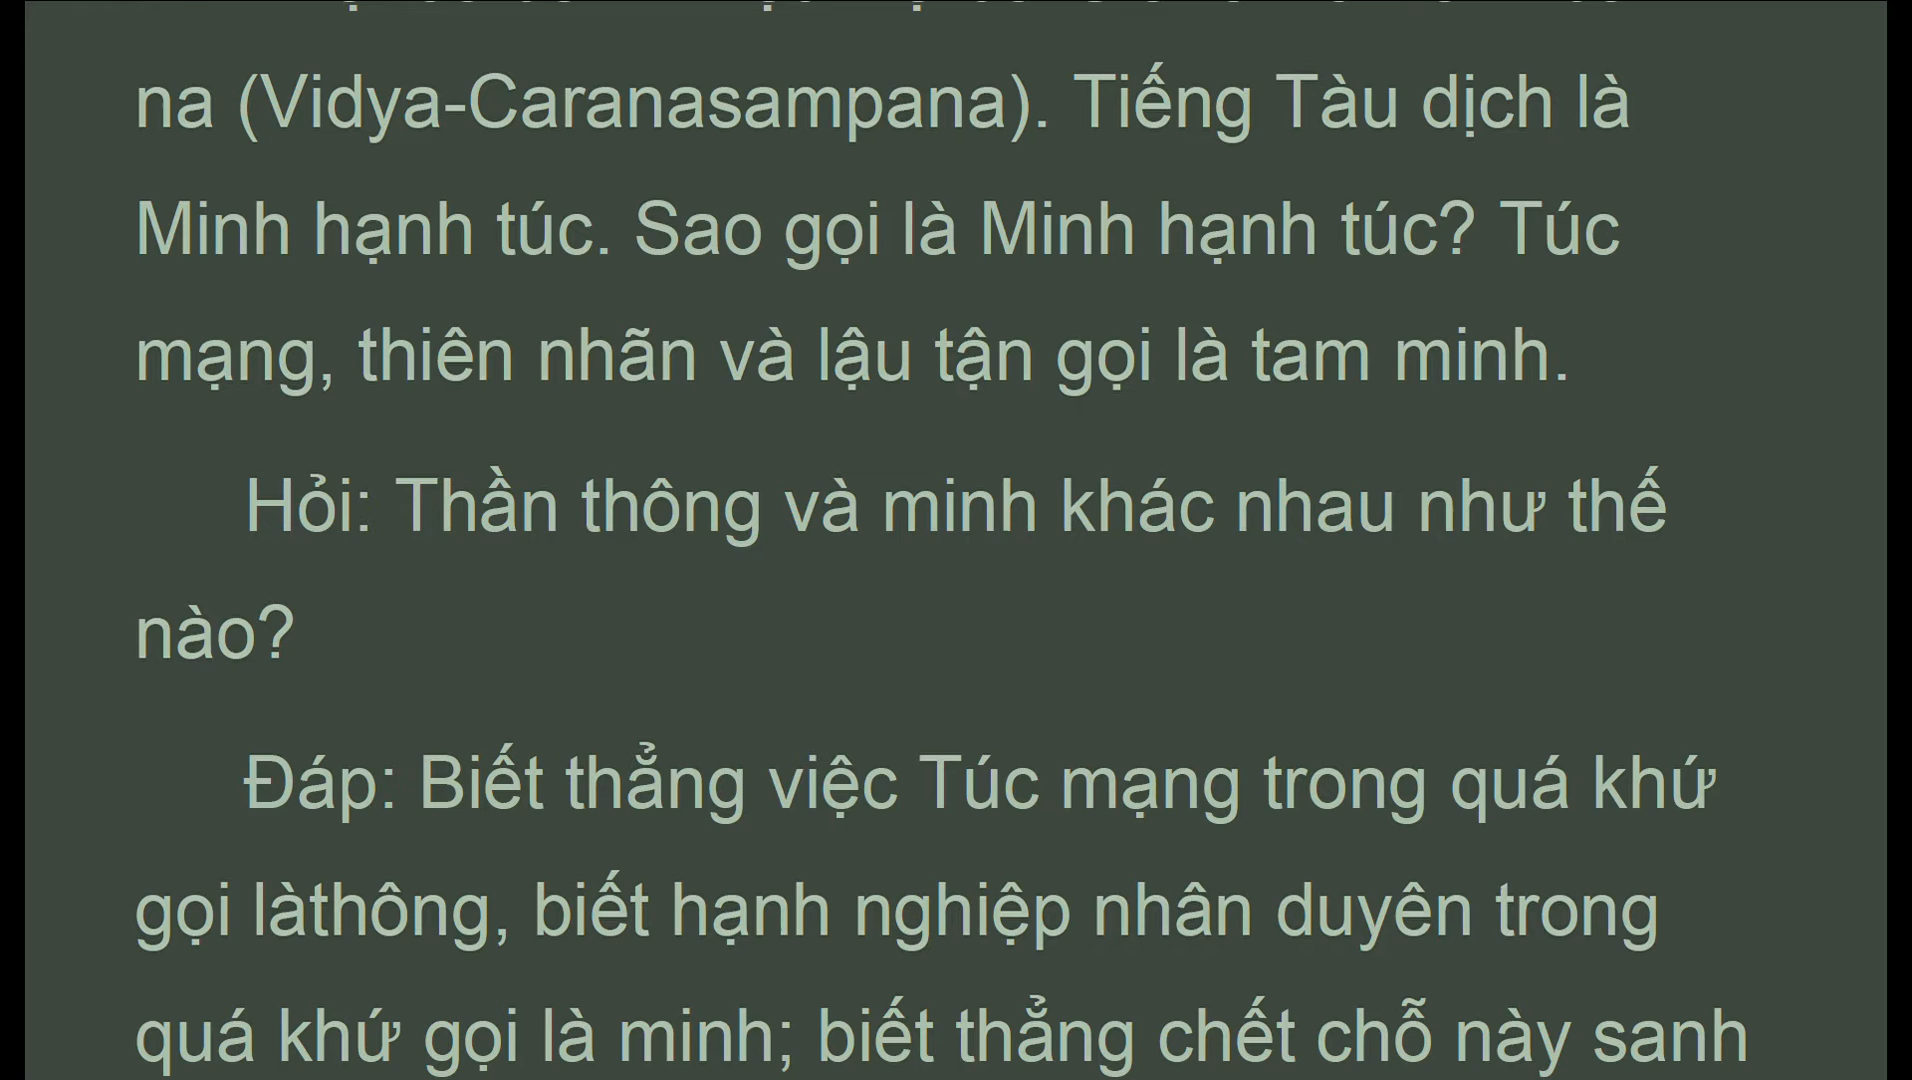 na (Vidya-Caranasampana). Tiếng Tàu dịch là
Minh hạnh túc. Sao gọi là Minh hạnh túc? Túc
mạng, thiên nhãn và lậu tận gọi là tam minh.
Hỏi: Thần thông và minh khác nhau như thế
nào?
Đáp: Biết thẳng việc Túc mạng trong quá khứ
gọi làthông, biết hạnh nghiệp nhân duyên trong
quá khứ gọi là minh; biết thẳng chết chỗ này sanh